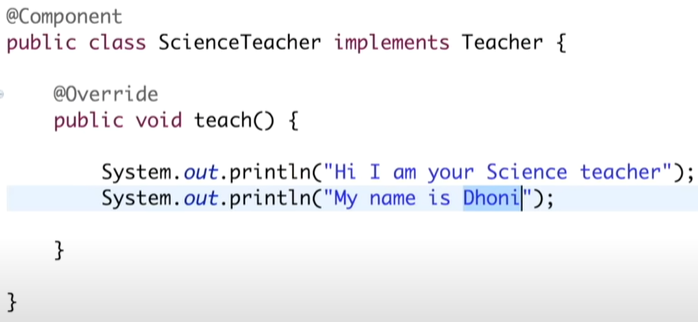 @Component
public class ScienceTeacher implements Teacher {
@Override
public void teach() {
System.out.println("Hi I am your Science teacher");
System.out.println("My name is Dhoni");
}
}